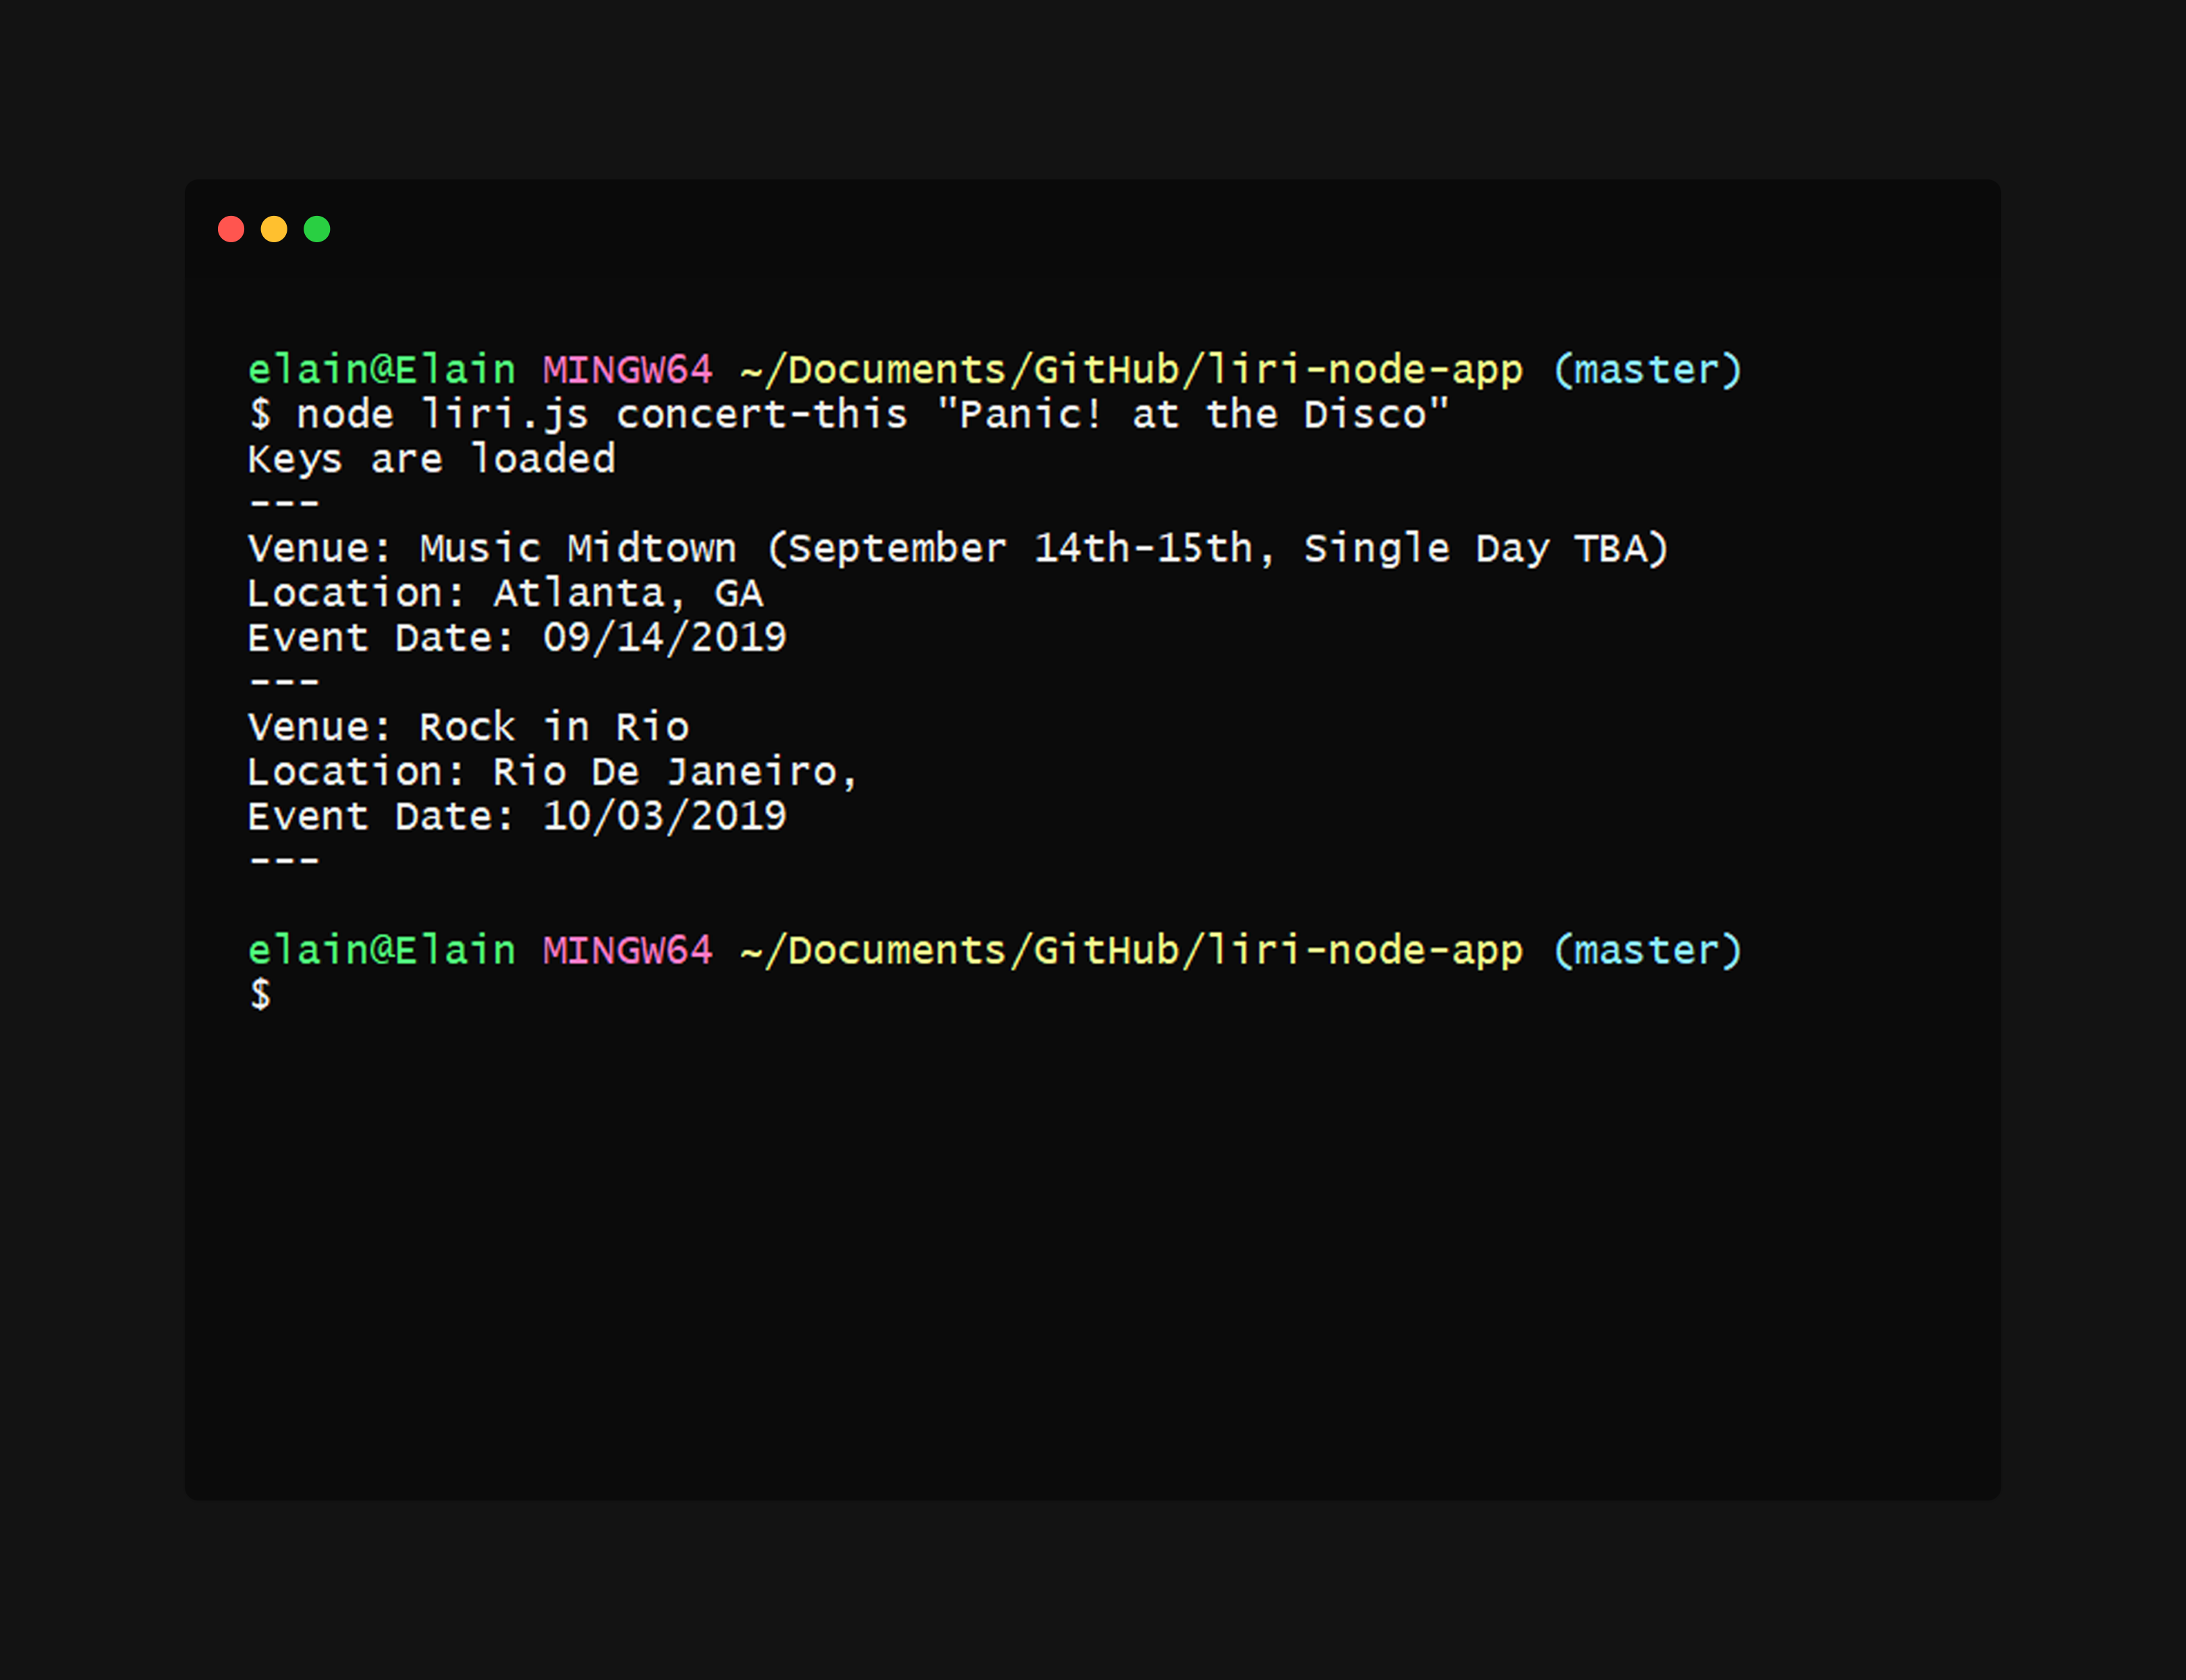 elain@Elain MINGW64 ~/Documents/GitHub/liri-node-app (master)
$ node liri.js concert-this "Panic! at the Disco"
Keys are loaded
---
Venue: Music Midtown (September 14th-15th, Single Day TBA)
Location: Atlanta, GA
Event Date: 09/14/2019
---
Venue: Rock in Rio
Location: Rio De Janeiro,
Event Date: 10/03/2019
---
elain@Elain MINGW64 ~/Documents/GitHub/liri-node-app (master)
$